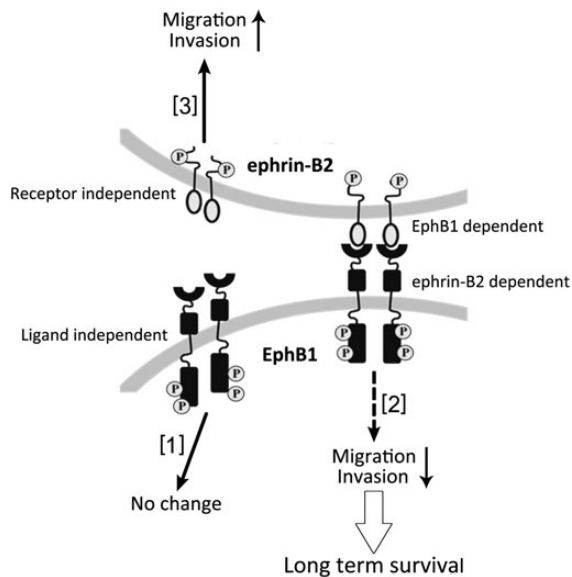 Migration
Invasion
[3]
P
P
ephrin-B2
Receptor independent
P
P
EphB1 dependent
ephrin-B2 dependent
Ligand independent
EphB1
P
P
P
P
P
P
P
P
[1]
No change
[2]
Migration
Invasion
Long term survival